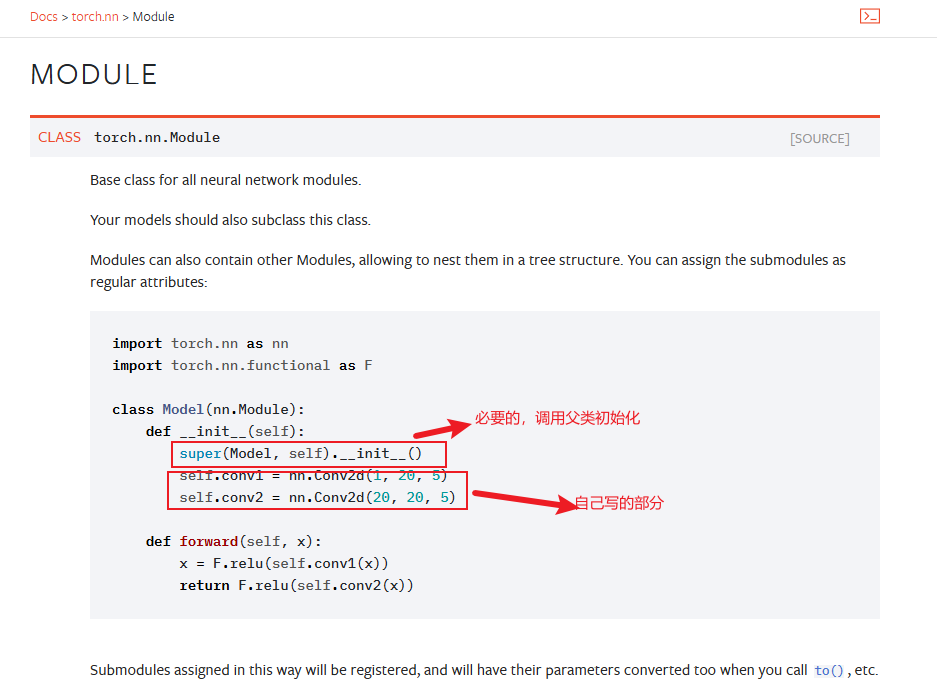 Docs > torch.nn > Module
MODULE
CLASS torch.nn.Module [SOURCE]
Base class for all neural network modules.
Your models should also subclass this class.
Modules can also contain other Modules, allowing to nest them in a tree structure. You can assign the submodules as
regular attributes:
import torch.nn as nn
import torch.nn.functional as F
class Model(nn.Module):
def __init__(self):
必要的，调用父类初始化
super(Model, self).__init__()
self.conv1 = nn.Conv2d(1, 20, 5)
self.conv2 = nn.Conv2d(20, 20, 5)
自己写的部分
def forward(self, x):
x = F.relu(self.conv1(x))
return F.relu(self.conv2(x))
Submodules assigned in this way will be registered, and will have their parameters converted too when you call to(), etc.